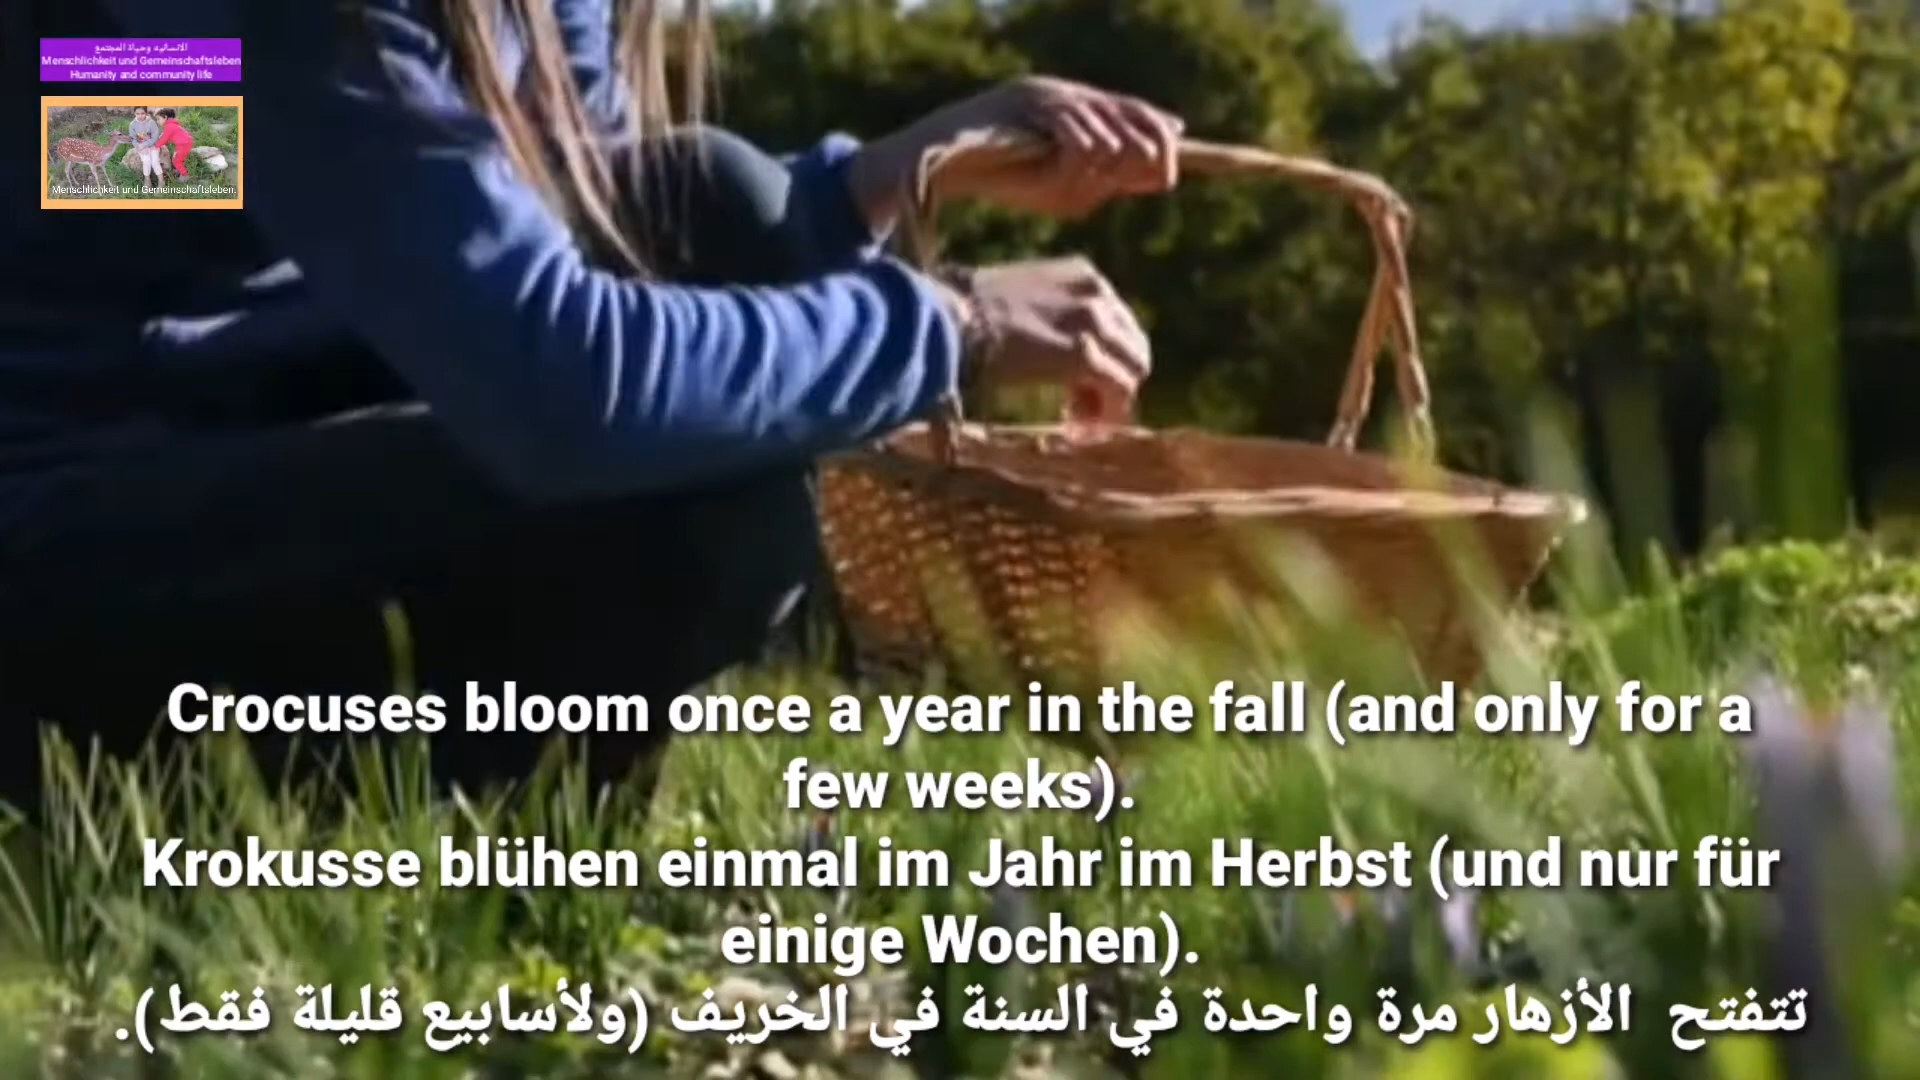 الانسانيه وحياة المجتمع
Menschlichkeit und Gemeinschaftsleben
Humanity and community life
Menschlichkeit und Gemeinschaftsleben.
Crocuses bloom once a year in the fall (and only for a
few weeks).
Krokusse blühen einmal im Jahr im Herbst (und nur für
einige Wochen).
تتفتح الأزهار مرة واحدة في السنة في الخريف (ولأسابيع قليلة فقط).